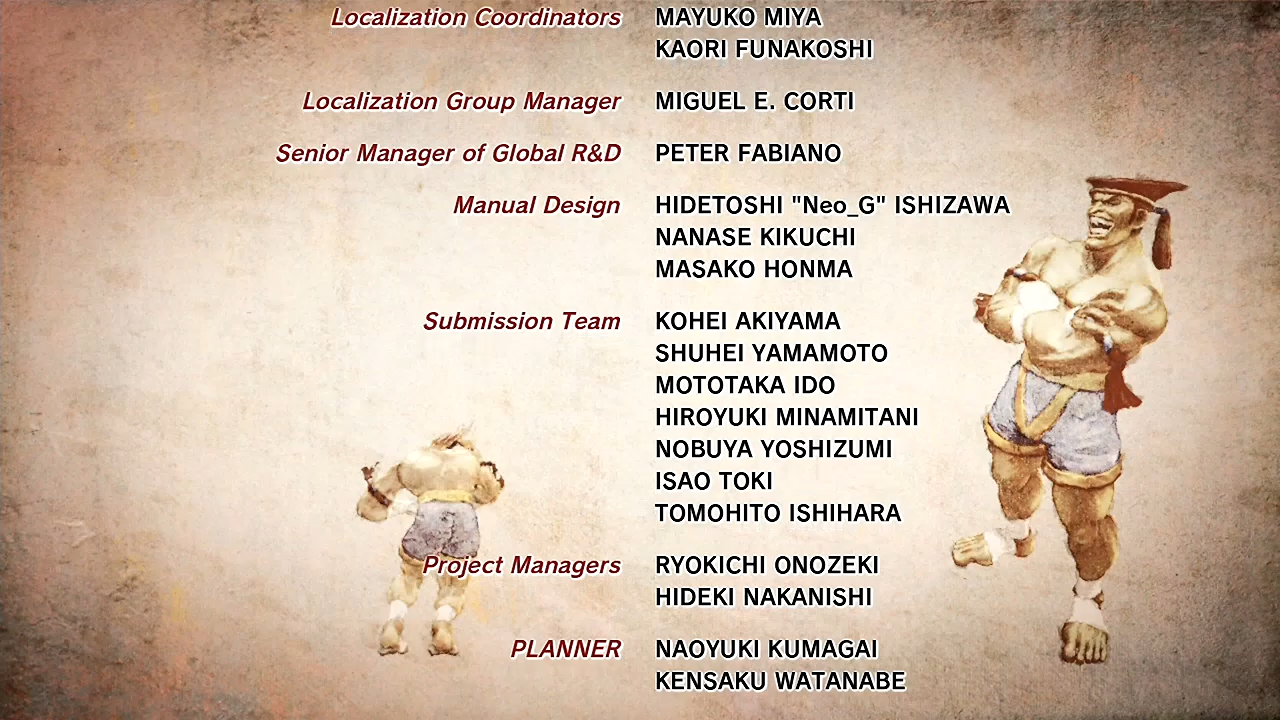 Localization Coordinators MAYUKO MIYA
KAORI FUNAKOSHI
Localization Group Manager MIGUEL E. CORTI
Senior Manager of Global R&D PETER FABIANO
Manual Design HIDETOSHI "Neo_G" ISHIZAWA
NANASE KIKUCHI
MASAKO HONMA
Submission Team KOHEI AKIYAMA
SHUHEI YAMAMOTO
MOTOTAKA IDO
HIROYUKI MINAMITANI
NOBUYA YOSHIZUMI
ISAO TOKI
TOMOHITO ISHIHARA
Project Managers RYOKICHI ONOZEKI
HIDEKI NAKANISHI
PLANNER NAOYUKI KUMAGAI
KENSAKU WATANABE